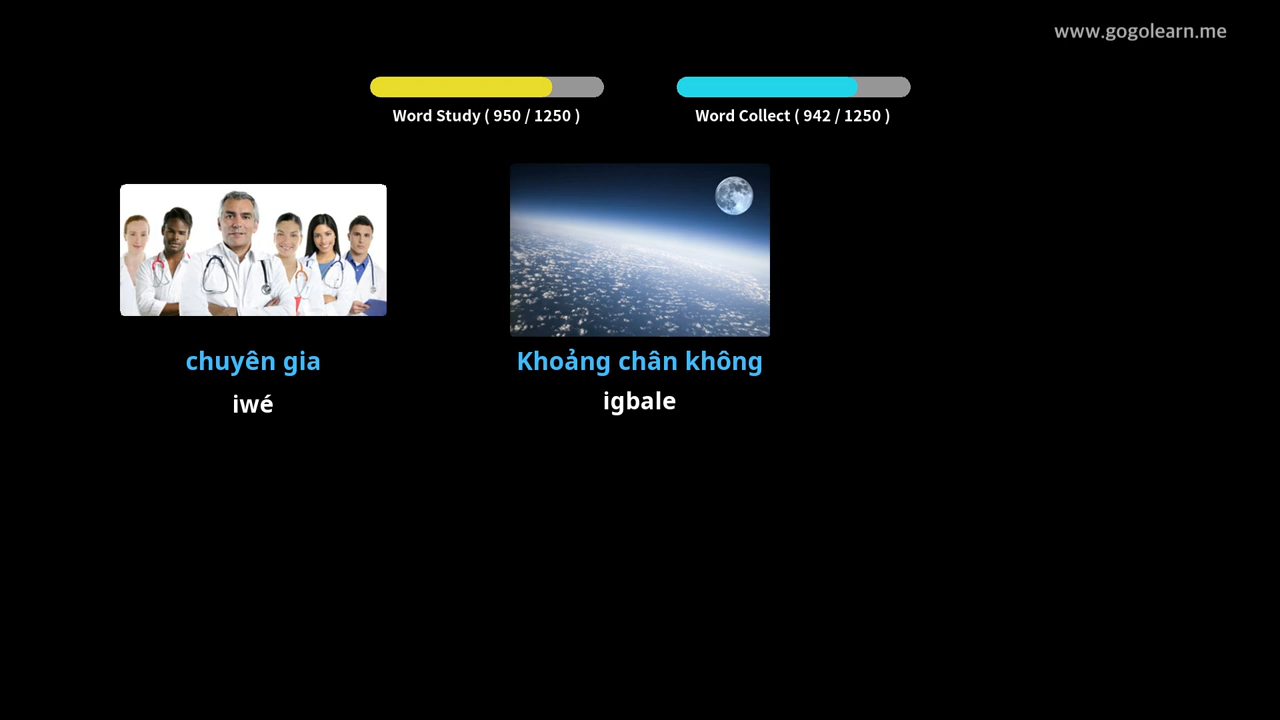 www.gogolearn.me
Word Study ( 950 / 1250 )
Word Collect ( 942 / 1250 )
chuyên gia
iwé
Khoảng chân không
igbale